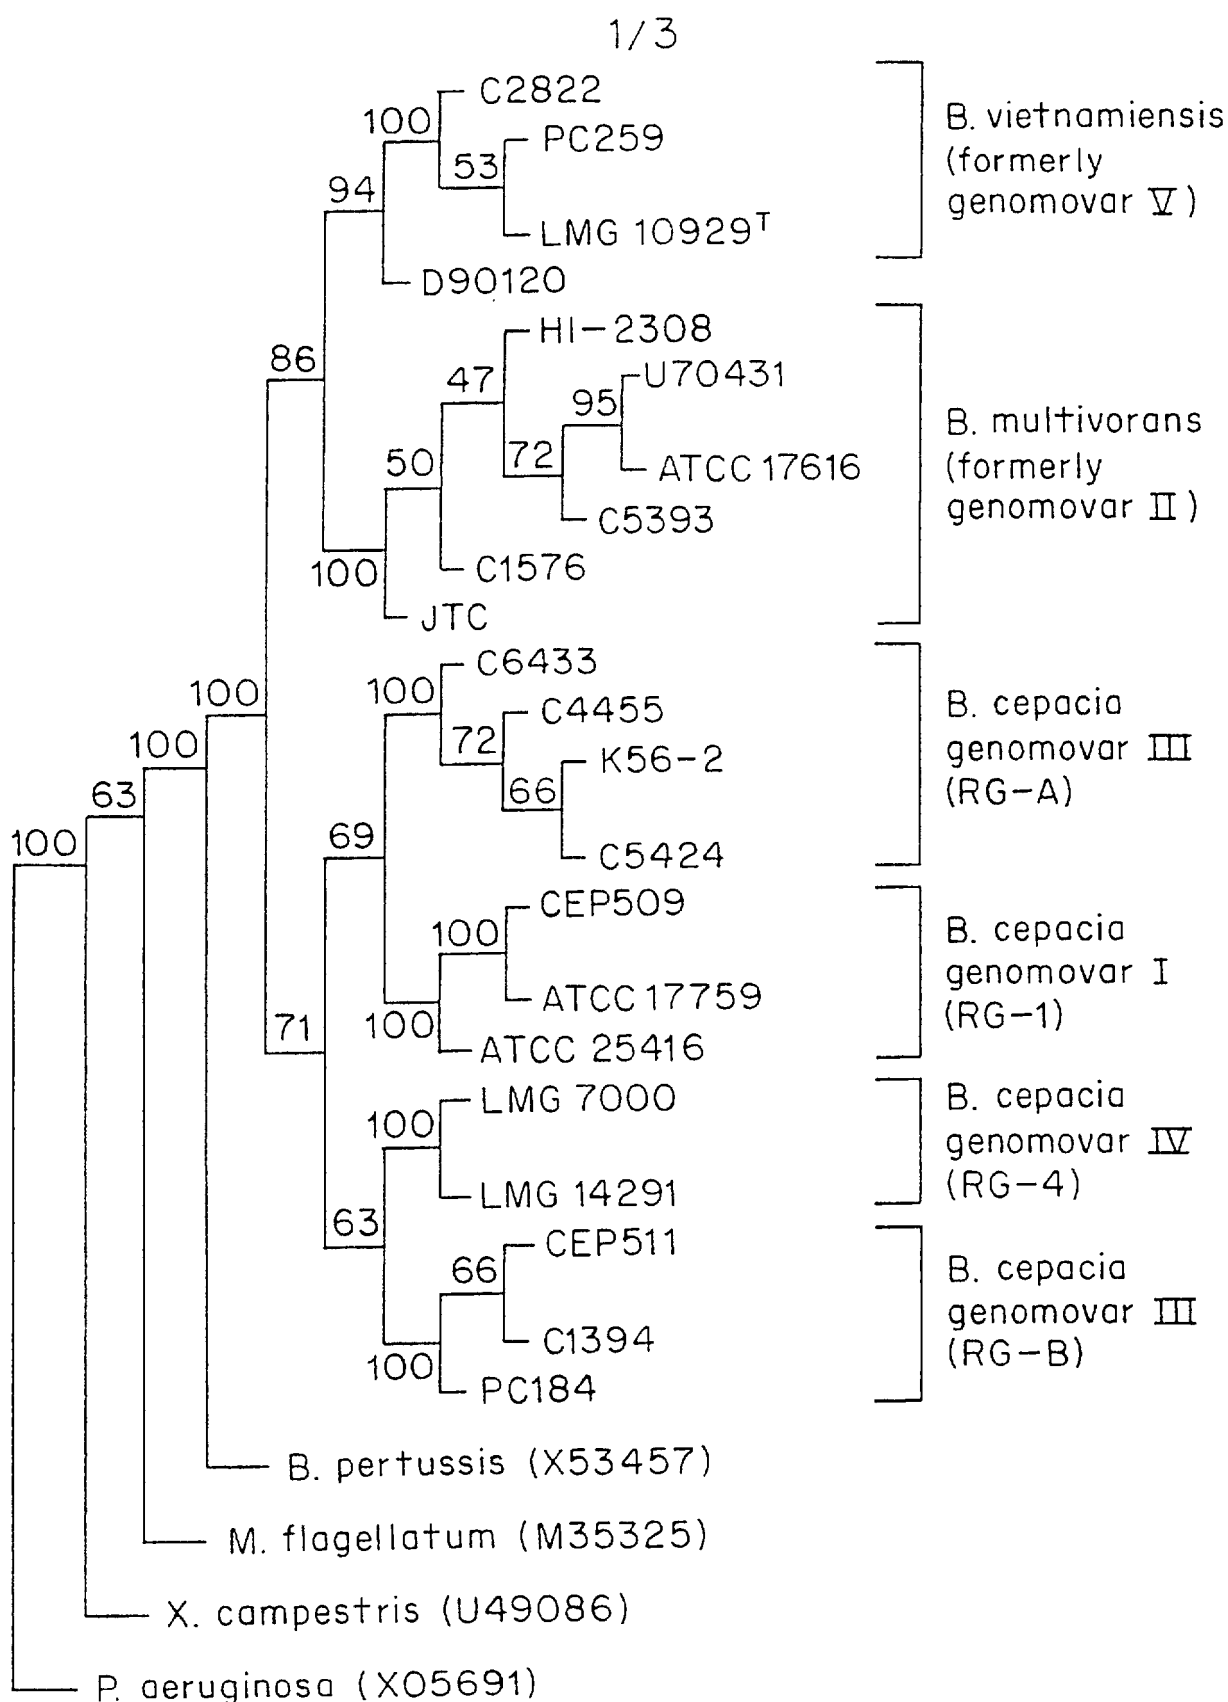 1/3
C2822
100
PC259
53
94
LMG 10929ᵀ
D90120
B. vietnamiensis
(formerly
genomovar V)
HI-2308
86
47
U70431
95
72
ATCC 17616
50
C5393
C1576
100
JTC
B. multivorans
(formerly
genomovar II)
C6433
100
100
C4455
72
K56-2
66
C5424
B. cepacia
genomovar III
(RG-A)
100
63
100
69
CEP509
100
ATCC 17759
100
ATCC 25416
B. cepacia
genomovar I
(RG-1)
71
LMG 7000
100
LMG 14291
B. cepacia
genomovar IV
(RG-4)
63
CEP511
66
C1394
100
PC184
B. cepacia
genomovar III
(RG-B)
B. pertussis (X53457)
M. flagellatum (M35325)
X. campestris (U49086)
P. aeruginosa (X05691)